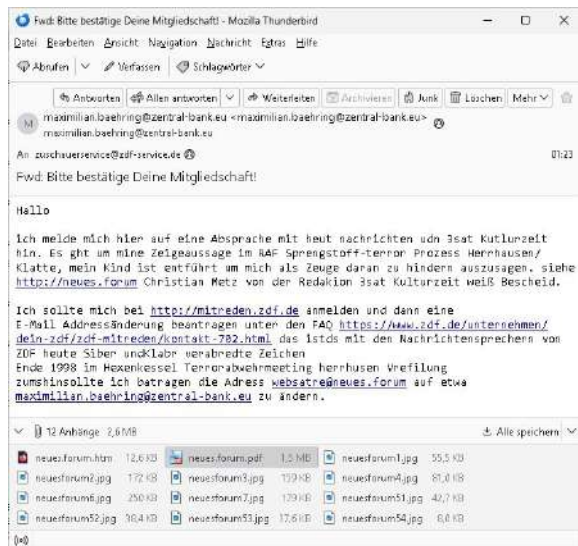 Fwd: Bitte bestätige Deine Mitgliedschaft! - Mozilla Thunderbird
Datei Bearbeiten Ansicht Navigation Nachricht Extras Hilfe
Abrufen Verfassen Schlagwörter
Antworten Allen antworten Weiterleiten Archivieren Junk Löschen Mehr
M maximilian.baehring@zentral-bank.eu <maximilian.baehring@zentral-bank.eu>
maximilian.baehring@zentral-bank.eu
An zuschauerservice@zdf-service.de 01:23
Fwd: Bitte bestätige Deine Mitgliedschaft!
Hallo
ich melde mich hier auf eine Absprache mit heut nachrichten udn 3sat Kutlurzeit
hin. Es ght um mine Zeigeaussage im RAF Sprengstoff-terror Prozess Herrhausen/
Klatte, mein Kind ist entführt um mich als Zeuge daran zu hindern auszusagen. siehe
http://neues.forum Christian Metz von der Redakion 3sat Kulturzeit weiß Bescheid.
Ich sollte mich bei http://mitreden.zdf.de anmelden und dann eine
E-Mail Addressänderung beantragen unter den FAQ https://www.zdf.de/unternehmen/
dein-zdf/zdf-mitreden/kontakt-782.html das istds mit den Nachrichtensprechern von
ZDF heute Siber undKlabr verabredte Zeichen
Ende 1998 im Hexenkessel Terrorabwehrmeeting herrhusen Vrefilung
zumshinsollte ich batragen die Adress websatre@neues.forum auf etwa
maximilian.baehring@zentral-bank.eu zu ändern.
12 Anhänge 2,6 MB Alle speichern
neues.forum.htm 12,6 KB neues.forum.pdf 1,5 MB neuesforum1.jpg 55,5 KB
neuesforum2.jpg 172 KB neuesforum3.jpg 159 KB neuesforum4.jpg 81,0 KB
neuesforum6.jpg 250 KB neuesforum7.jpg 179 KB neuesforum51.jpg 42,7 KB
neuesforum52.jpg 38,4 KB neuesforum53.jpg 17,6 KB neuesforum54.jpg 8,0 KB